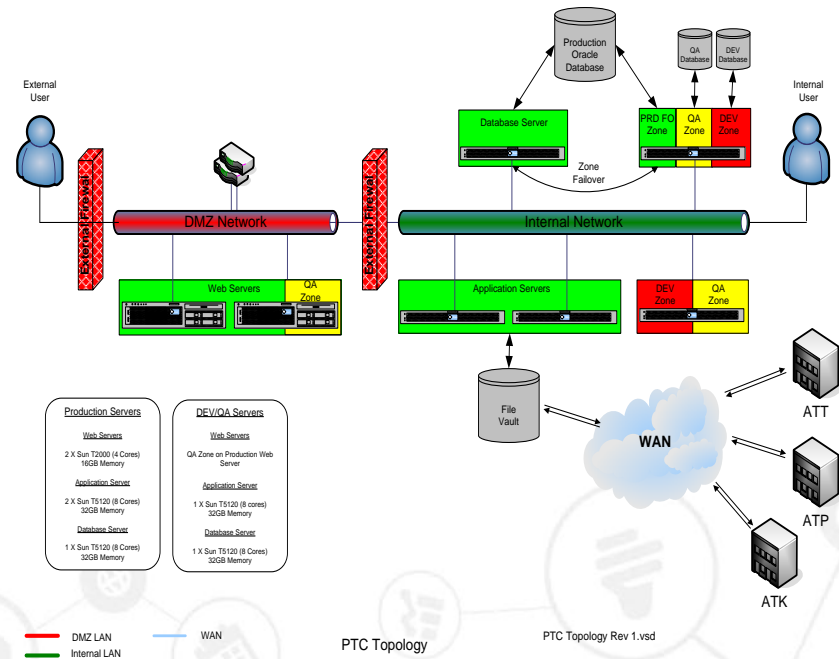 Production
Oracle
Database
QA
Database
DEV
Database
External
User
Internal
User
Database Server
PRD FO
Zone
QA
Zone
DEV
Zone
Zone
Failover
External Firewal
DMZ Network
External Firewal
Internal Network
Web Servers
QA
Zone
Application Servers
DEV
Zone
QA
Zone
File
Vault
WAN
ATT
ATP
ATK
Production Servers
Web Servers
2 X Sun T2000 (4 Cores)
16GB Memory
Application Server
2 X Sun T5120 (8 Cores)
32GB Memory
Database Server
1 X Sun T5120 (8 Cores)
32GB Memory
DEV/QA Servers
Web Servers
QA Zone on Production Web
Server
Application Server
1 X Sun T5120 (8 cores)
32GB Memory
Database Server
1 X Sun T5120 (8 Cores)
32GB Memory
DMZ LAN
WAN
Internal LAN
PTC Topology
PTC Topology Rev 1.vsd